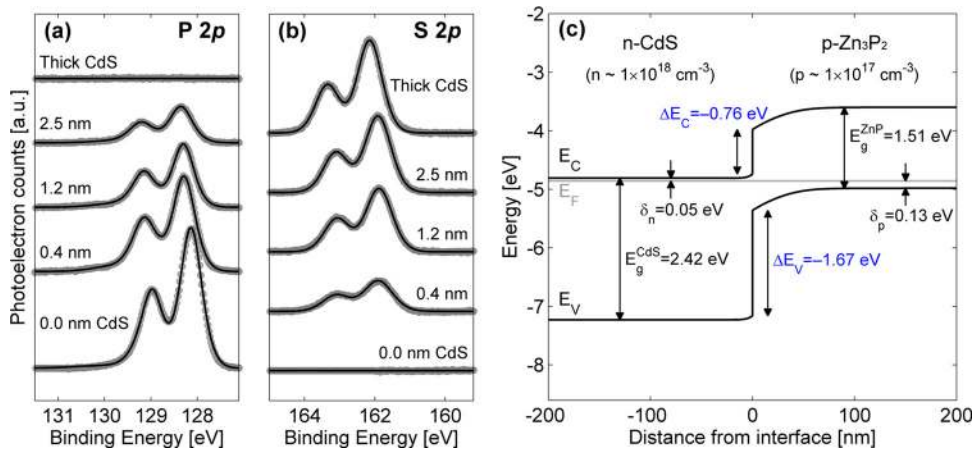 (a) P 2p
Thick CdS
2.5 nm
1.2 nm
0.4 nm
0.0 nm CdS
Photoelectron counts [a.u.]
131 130 129 128
Binding Energy [eV]
(b) S 2p
Thick CdS
2.5 nm
1.2 nm
0.4 nm
0.0 nm CdS
164 162 160
Binding Energy [eV]
(c)
n-CdS
(n ~ 1×10¹⁸ cm⁻³)
p-Zn₃P₂
(p ~ 1×10¹⁷ cm⁻³)
ΔE_C=–0.76 eV
E_g^ZnP=1.51 eV
E_C
E_F
δ_n=0.05 eV
δ_p=0.13 eV
E_g^CdS=2.42 eV
ΔE_V=–1.67 eV
E_V
Energy [eV]
-2
-3
-4
-5
-6
-7
-8
-200 -100 0 100 200
Distance from interface [nm]